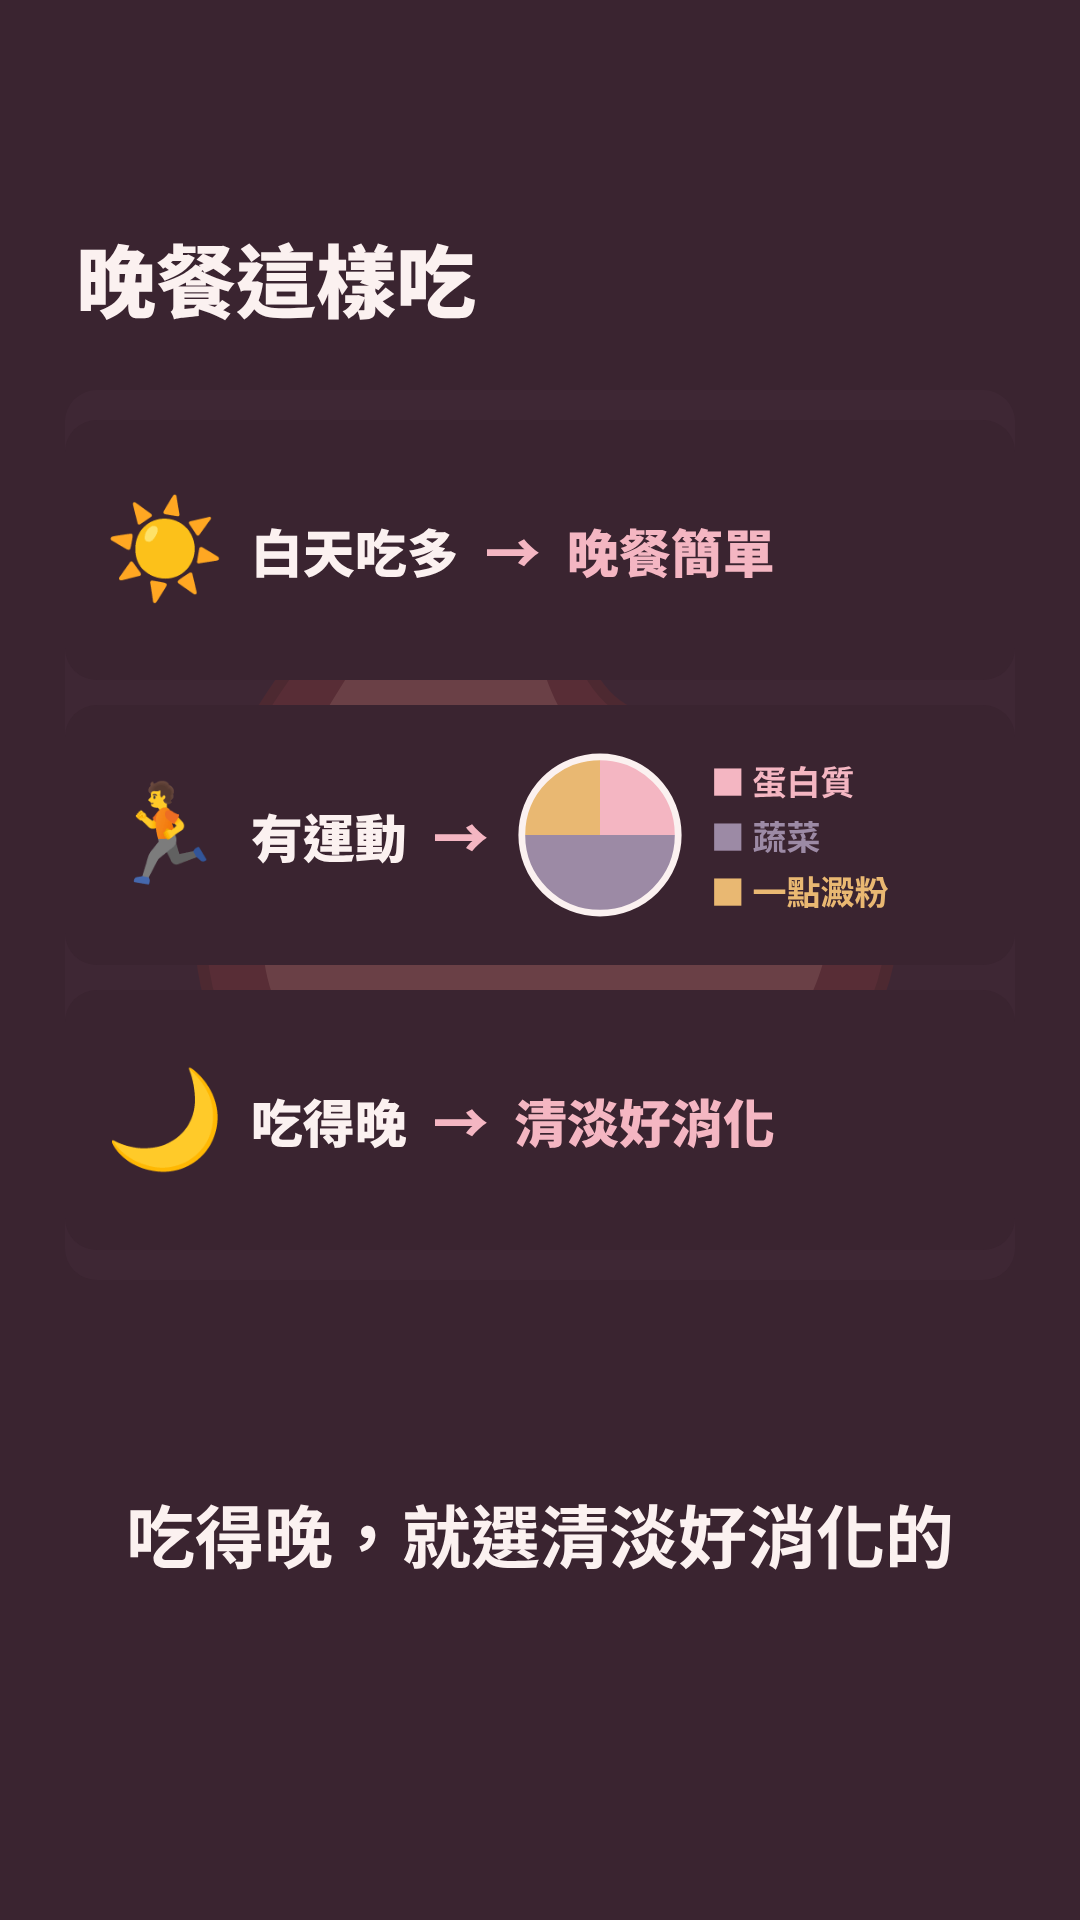 晚餐這樣吃
白天吃多 → 晚餐簡單
有運動 →
蛋白質
蔬菜
一點澱粉
吃得晚 → 清淡好消化
吃得晚，就選清淡好消化的